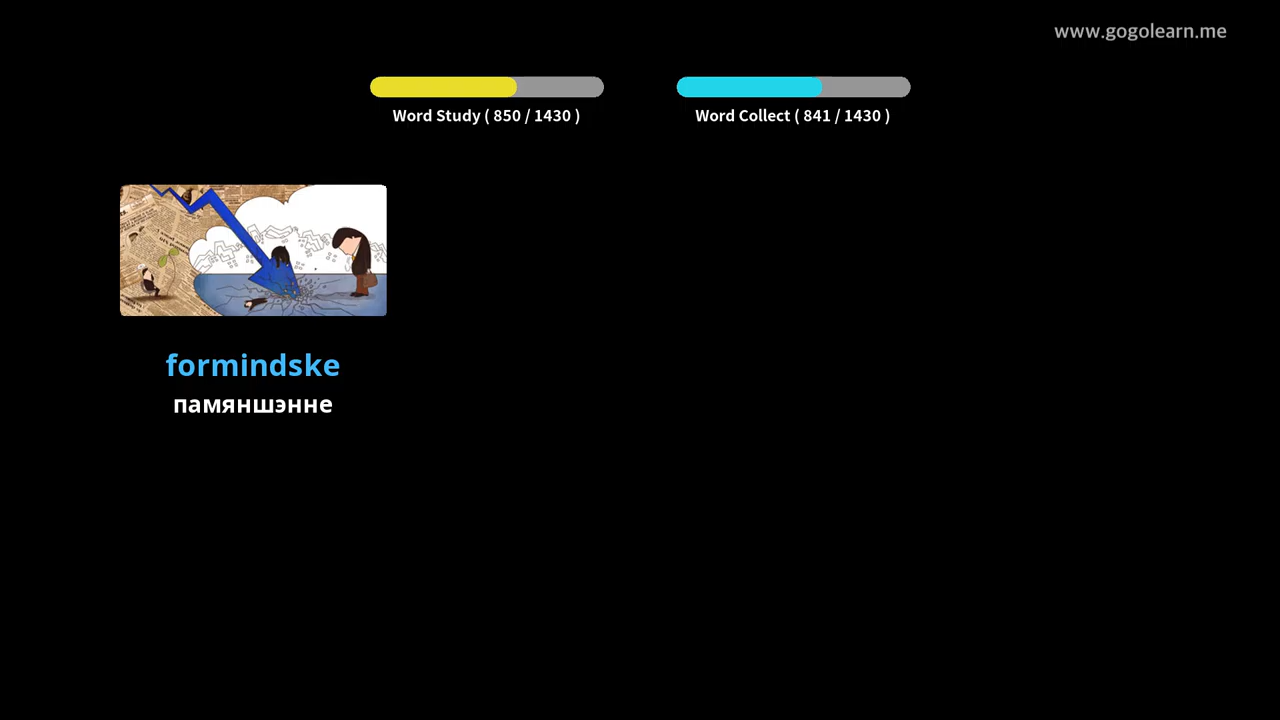 www.gogolearn.me
Word Study ( 850 / 1430 )
Word Collect ( 841 / 1430 )
formindske
памяншэнне